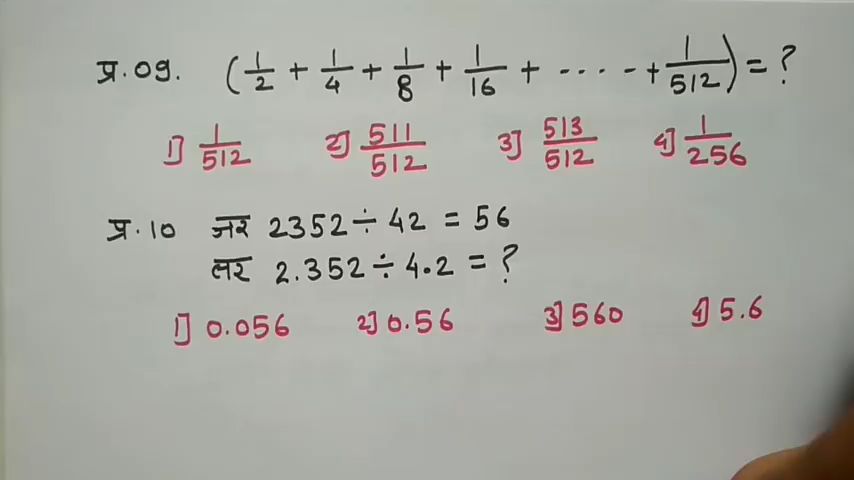 प्र.०9. (1/2 + 1/4 + 1/8 + 1/16 + ....- + 1/512) = ?
1] 1/512 2] 511/512 3] 513/512 4] 1/256
प्र.10 जर 2352 ÷ 42 = 56
तर 2.352 ÷ 4.2 = ?
1] 0.056 2] 0.56 3] 560 4] 5.6